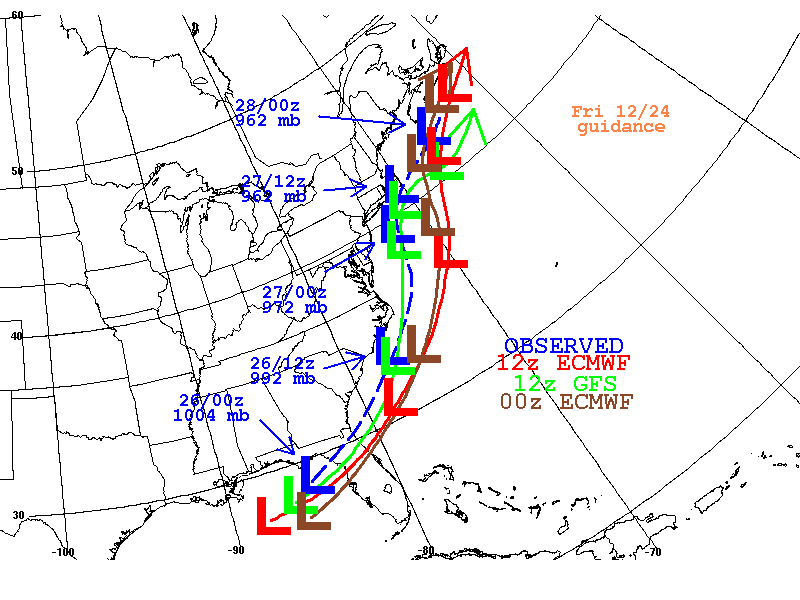 60
28/00z
962 mb
Fri 12/24
guidance
50
27/12z
962 mb
27/00z
972 mb
40
OBSERVED
12z ECMWF
26/12z
992 mb
12z GFS
26/00z
1004 mb
00z ECMWF
L
30
-100
-90
-80
-70